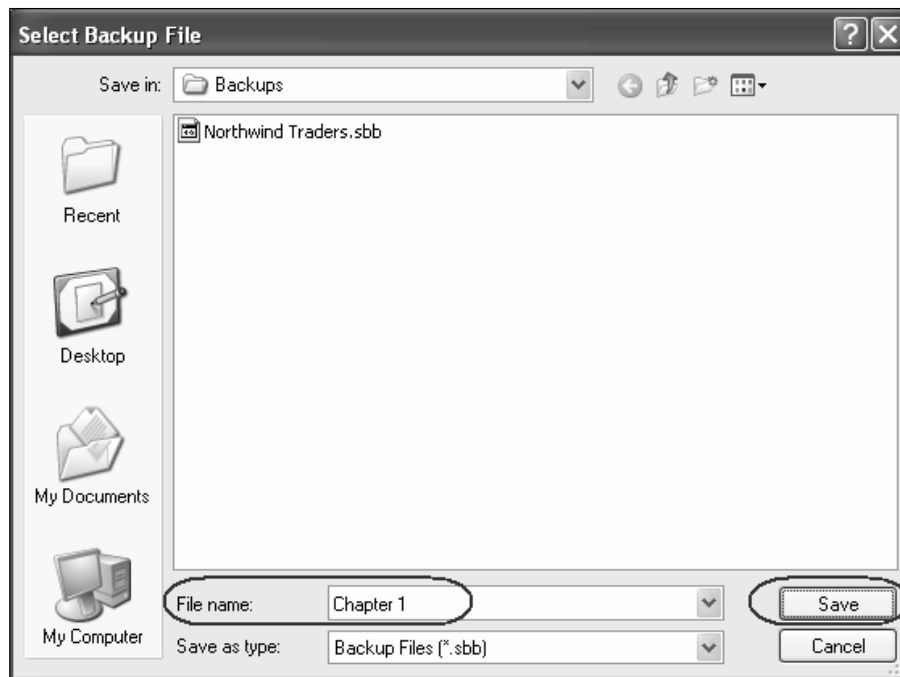 Select Backup File
Save in: Backups
Northwind Traders.sbb
Recent
Desktop
My Documents
My Computer
File name: Chapter 1 Save
Save as type: Backup Files (*.sbb) Cancel